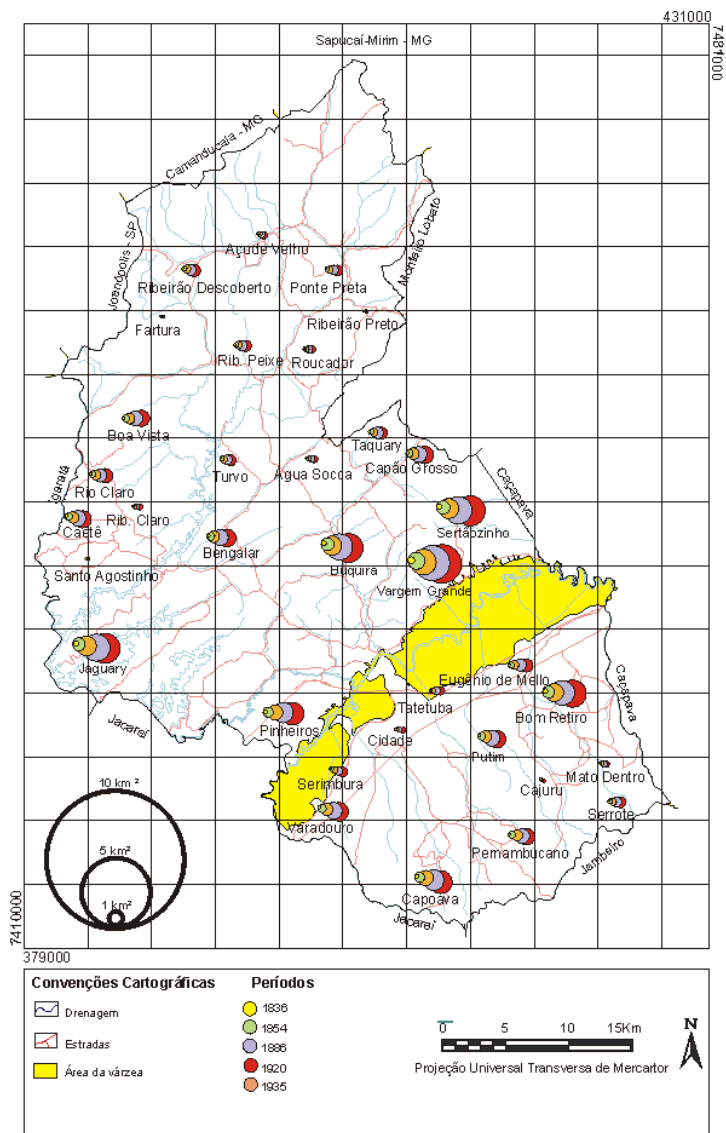 431000
7481000
Sapucaí-Mirim - MG
Camanducaia - MG
Joanópolis - SP
Monteiro Lobato
Açude Velho
Ribeirão Descoberto
Ponte Preta
Fartura
Ribeirão Preto
Rib. Peixe
Roucador
Boa Vista
Taquary
Capão Grosso
Turvo
Agua Socca
Caçapava
Igaratá
Rio Claro
Rib. Claro
Caetê
Sertãozinho
Bengalar
Buquira
Vargem Grande
Santo Agostinho
Jaguary
Eugênio de Mello
Caçapava
Tatetuba
Bom Retiro
Jacareí
Pinheiros
Cidade
Putim
Mato Dentro
Serimbura
Cajuru
Serrote
Varadouro
Pernambucano
Jambeiro
Capoava
Jacareí
10 km²
5 km²
1 km²
7410000
379000
Convenções Cartográficas
Drenagem
Estradas
Área da várzea
Períodos
1836
1854
1886
1920
1935
0 5 10 15Km
N
Projeção Universal Transversa de Mercartor